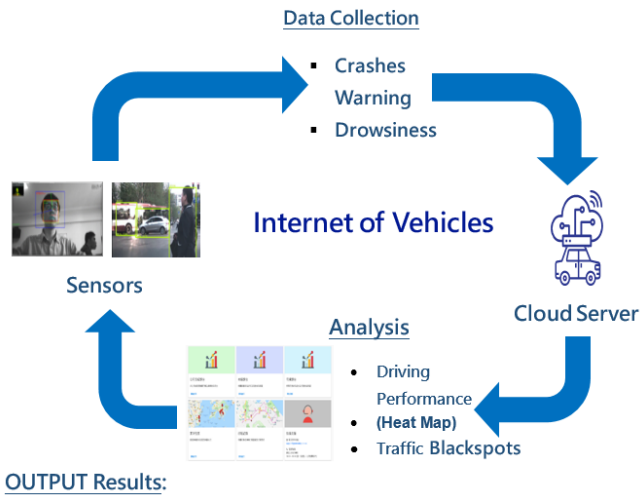 Data Collection
Crashes
Warning
Drowsiness
Internet of Vehicles
Sensors
Cloud Server
Analysis
Driving
Performance
(Heat Map)
Traffic Blackspots
OUTPUT Results: